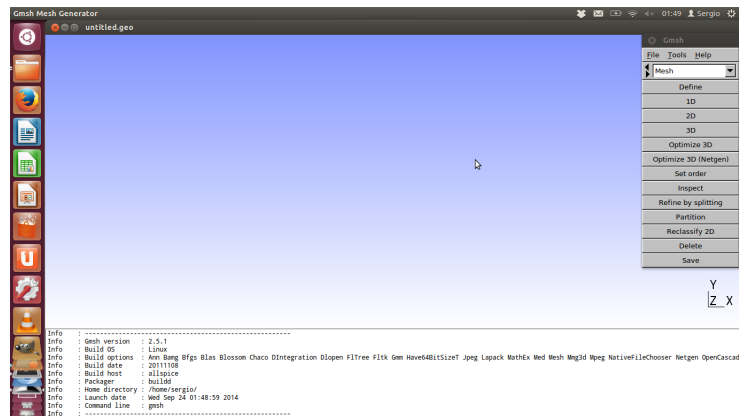 Gmsh Mesh Generator
01:49 Sergio
untitled.geo
Gmsh
File Tools Help
Mesh
Define
1D
2D
3D
Optimize 3D
Optimize 3D (Netgen)
Set order
Inspect
Refine by splitting
Partition
Reclassify 2D
Delete
Save
Y
Z X
Info : -------------------------------------------------------
Info : Gmsh version : 2.5.1
Info : Build OS : Linux
Info : Build options : Ann Bamg Bfgs Blas Blossom Chaco DIntegration Dlopen FlTree Fltk Gmm Have64BitSizeT Jpeg Lapack MathEx Med Mesh Mmg3d Mpeg NativeFileChooser Netgen OpenCascad
Info : Build date : 20111108
Info : Build host : allspice
Info : Packager : buildd
Info : Home directory : /home/sergio/
Info : Launch date : Wed Sep 24 01:48:59 2014
Info : Command line : gmsh
Info : -------------------------------------------------------